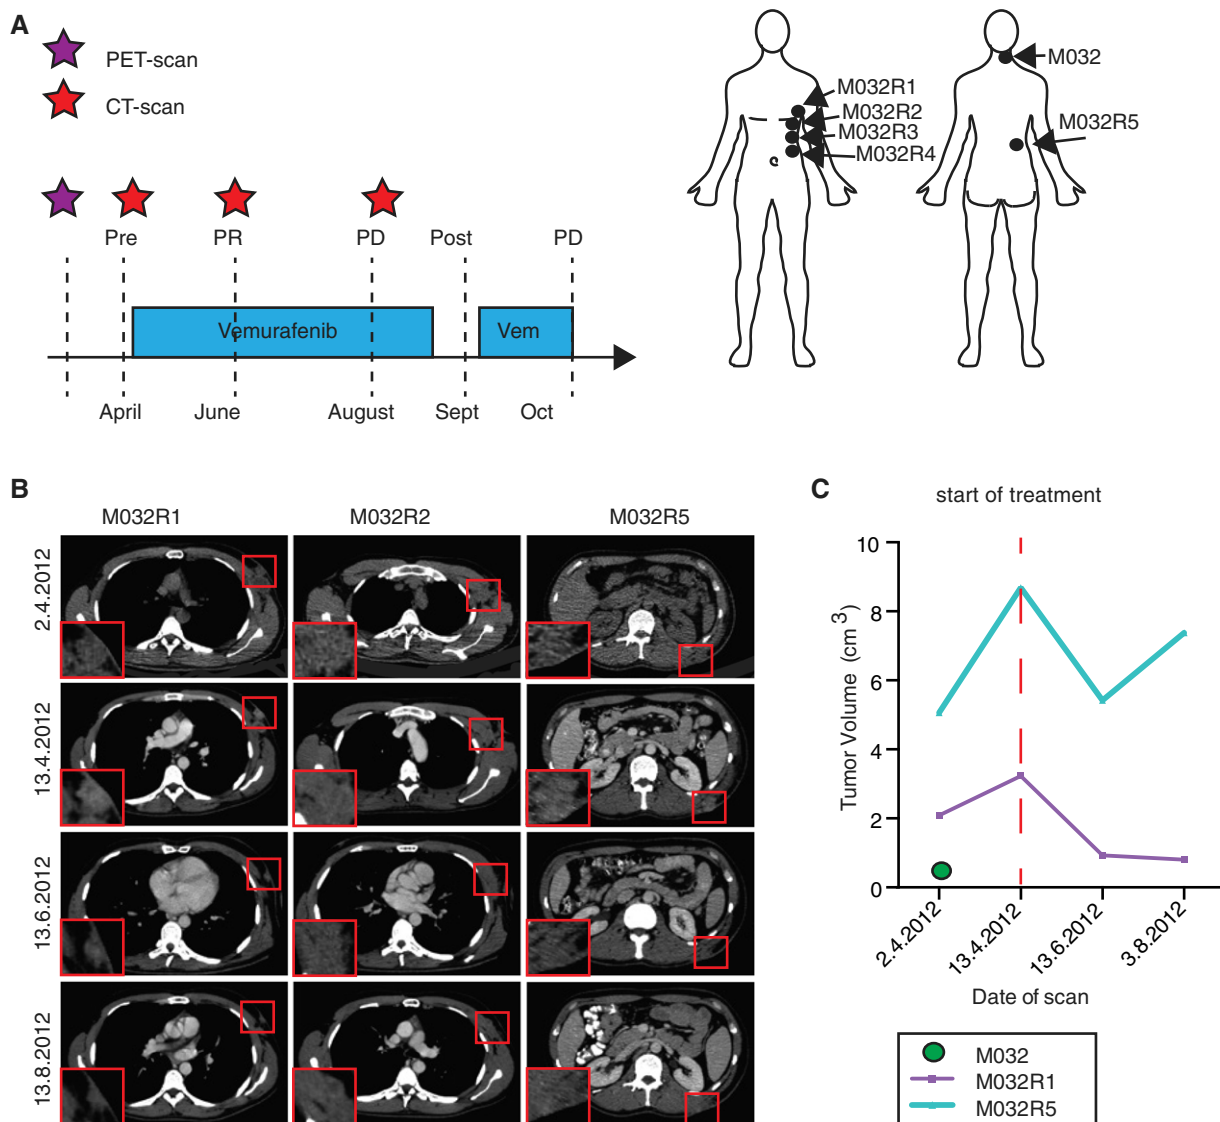 A
PET-scan
CT-scan
Pre PR PD Post PD
Vemurafenib Vem
April June August Sept Oct
M032R1
M032R2
M032R3
M032R4
M032
M032R5
B
M032R1 M032R2 M032R5
2.4.2012
13.4.2012
13.6.2012
13.8.2012
C
start of treatment
Tumor Volume (cm 3)
10
8
6
4
2
0
2.4.2012 13.4.2012 13.6.2012 3.8.2012
Date of scan
M032
M032R1
M032R5